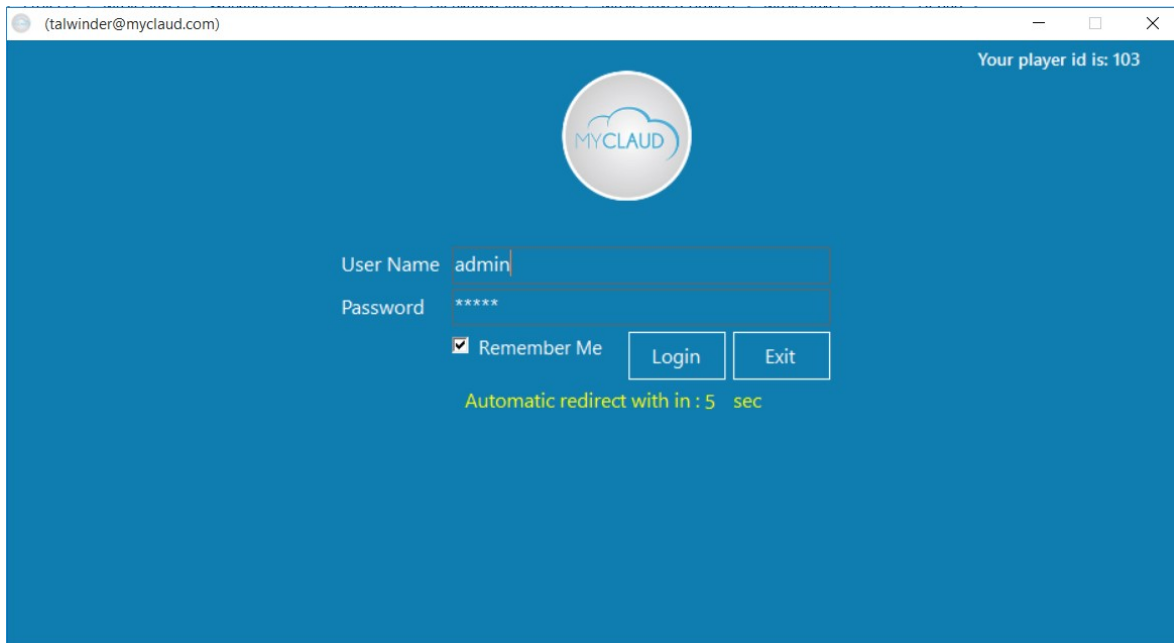 (talwinder@myclaud.com)
Your player id is: 103
MYCLAUD
User Name admin
Password *****
Remember Me Login Exit
Automatic redirect with in : 5 sec